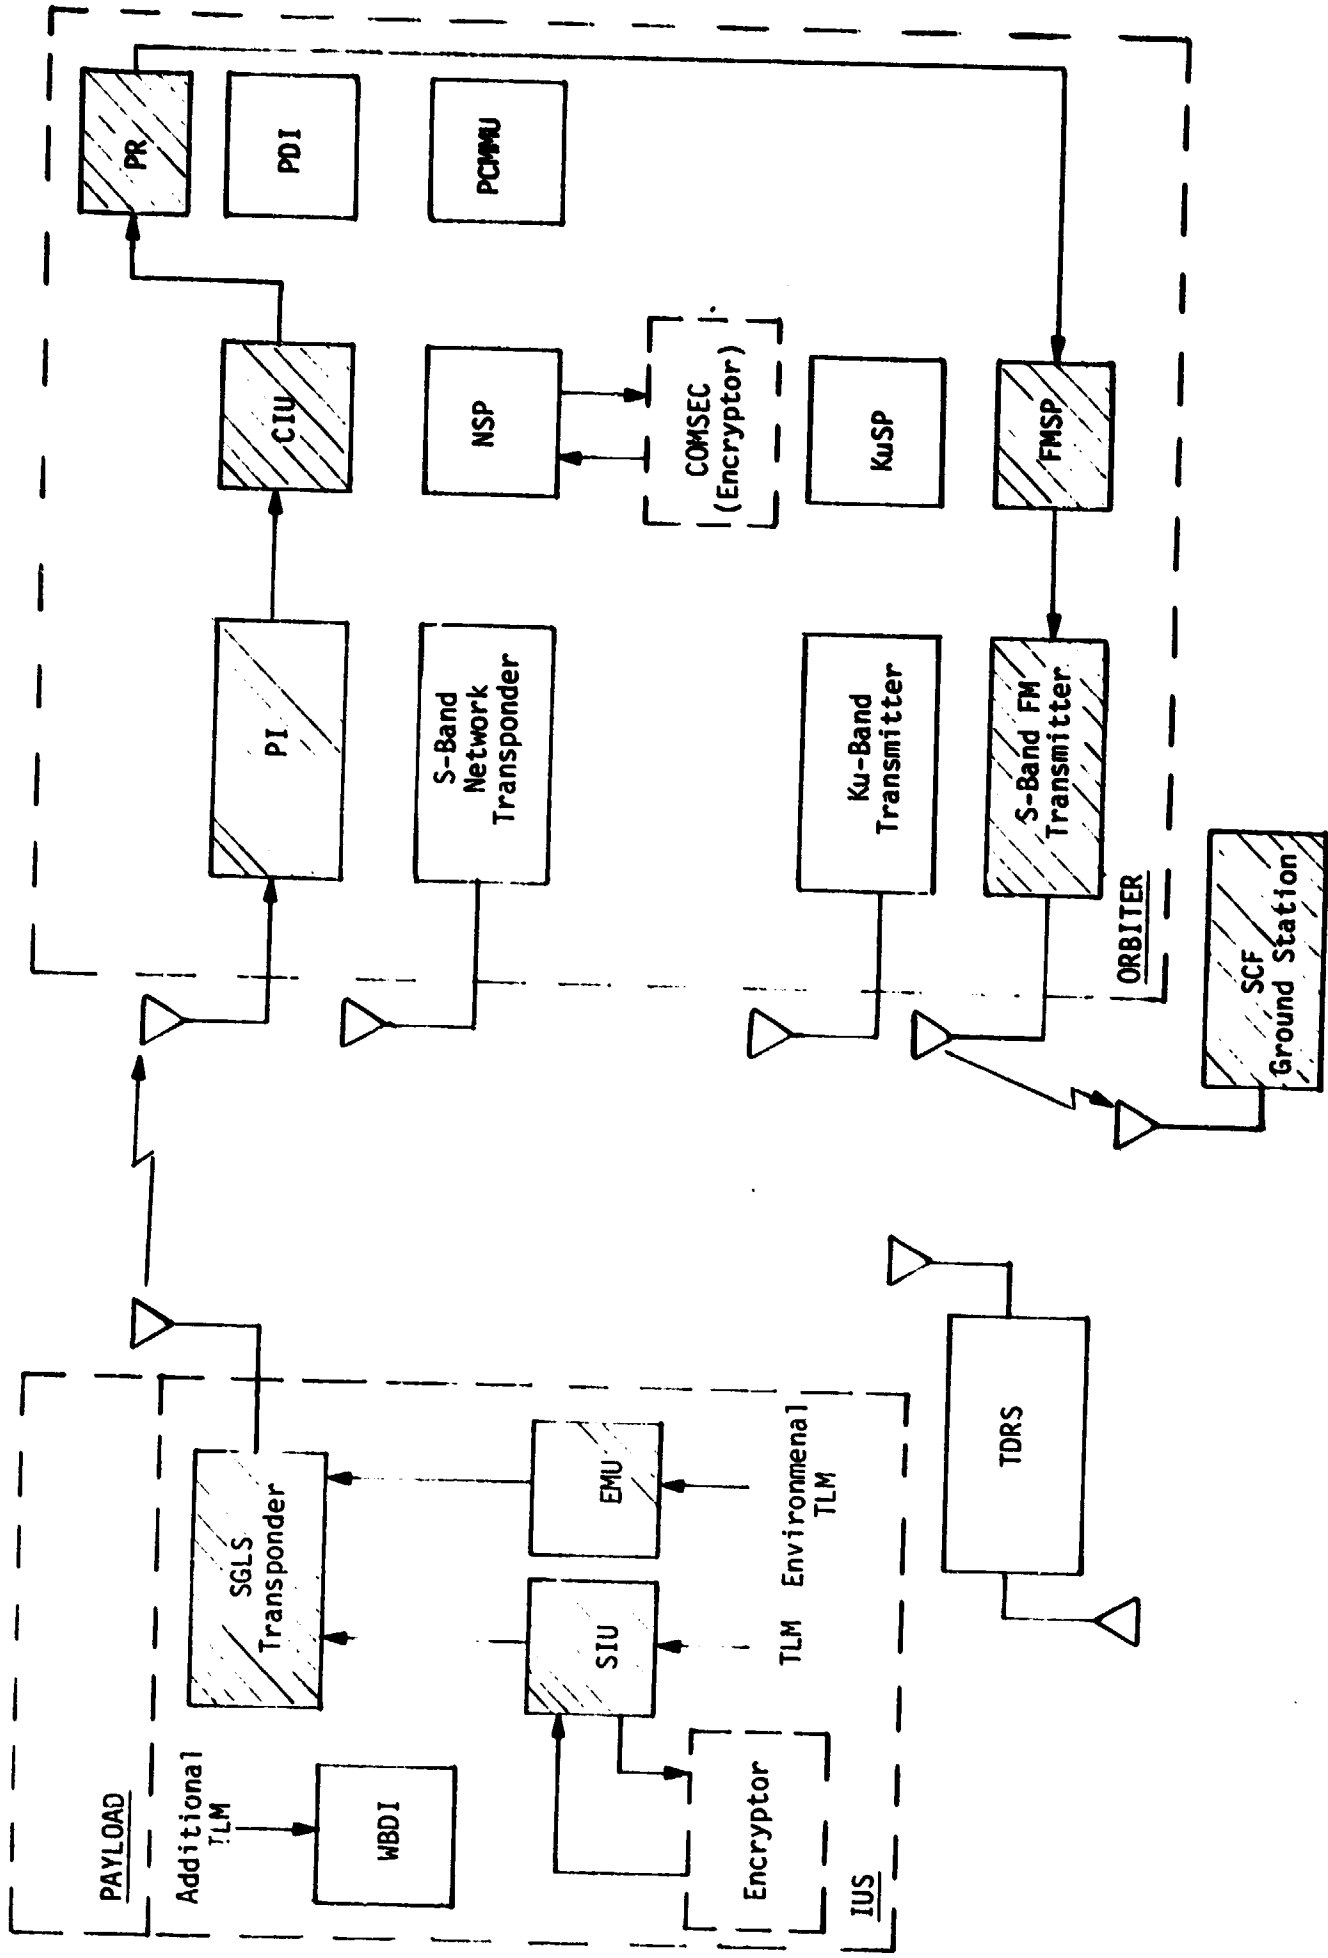 PAYLOAD
Additional
TLM
WBDI
SGLS
Transponder
SIU
EMU
TLM
Environmenal
TLM
Encryptor
IUS
TDRS
PI
CIU
PR
PDI
S-Band
Network
Transponder
NSP
PCMMU
COMSEC
(Encryptor)
Ku-Band
Transmitter
KuSP
S-Band FM
Transmitter
FMSP
ORBITER
SCF
Ground Station